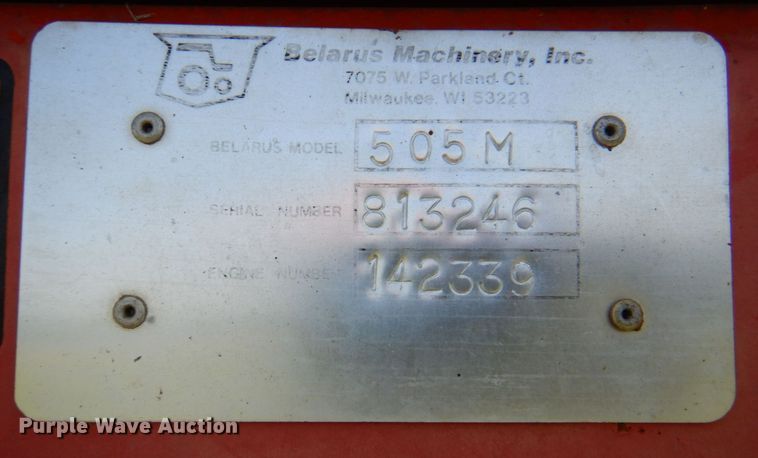 Belarus Machinery, Inc.
7075 W. Parkland Ct.
Milwaukee, WI 53223
BELARUS MODEL 505M
SERIAL NUMBER 813246
ENGINE NUMBER 142339
Purple Wave Auction